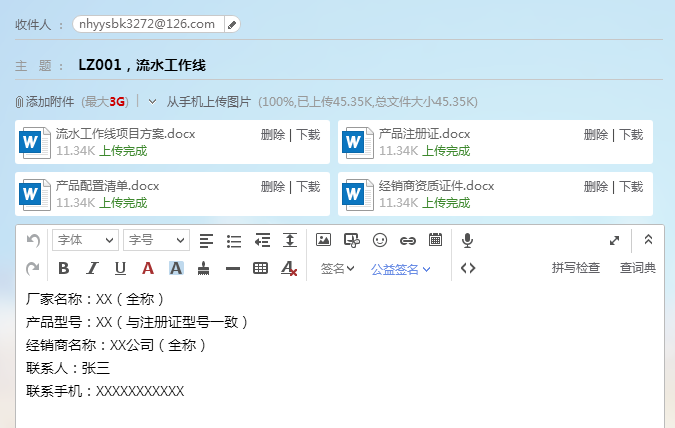 收件人：
nhyysbk3272@126.com
主 题： LZ001，流水工作线
添加附件 (最大3G) | 从手机上传图片 (100%,已上传45.35K,总文件大小45.35K)
流水工作线项目方案.docx 删除 | 下载
11.34K 上传完成
产品注册证.docx 删除 | 下载
11.34K 上传完成
产品配置清单.docx 删除 | 下载
11.34K 上传完成
经销商资质证件.docx 删除 | 下载
11.34K 上传完成
字体 字号
B I U A A 签名 公益签名 拼写检查 查词典
厂家名称：XX（全称）
产品型号：XX（与注册证型号一致）
经销商名称：XX公司（全称）
联系人：张三
联系手机：XXXXXXXXXXX